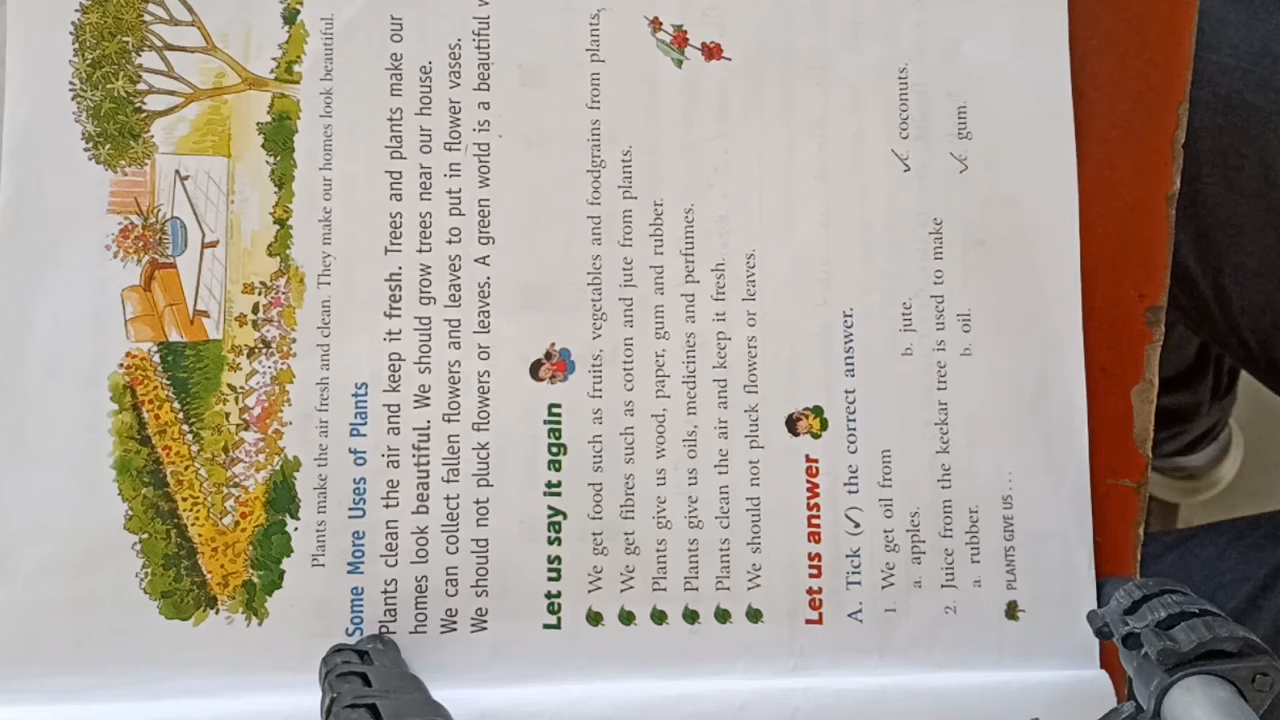 Plants make the air fresh and clean. They make our homes look beautiful.
Some More Uses of Plants
Plants clean the air and keep it fresh. Trees and plants make our
homes look beautiful. We should grow trees near our house.
We can collect fallen flowers and leaves to put in flower vases.
We should not pluck flowers or leaves. A green world is a beautiful
Let us say it again
We get food such as fruits, vegetables and foodgrains from plants.
We get fibres such as cotton and jute from plants.
Plants give us wood, paper, gum and rubber.
Plants give us oils, medicines and perfumes.
Plants clean the air and keep it fresh.
We should not pluck flowers or leaves.
Let us answer
A. Tick (✓) the correct answer.
1. We get oil from
a. apples. b. jute. ✓c. coconuts.
2. Juice from the keekar tree is used to make
a. rubber. b. oil. ✓c. gum.
PLANTS GIVE US . . .